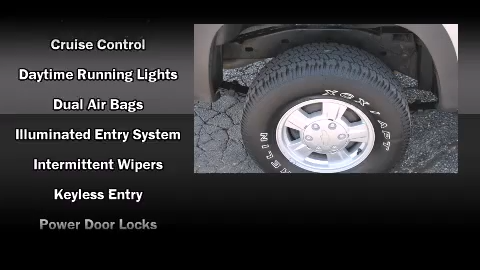 Cruise Control
Daytime Running Lights
Dual Air Bags
Illuminated Entry System
Intermittent Wipers
Keyless Entry
Power Door Locks